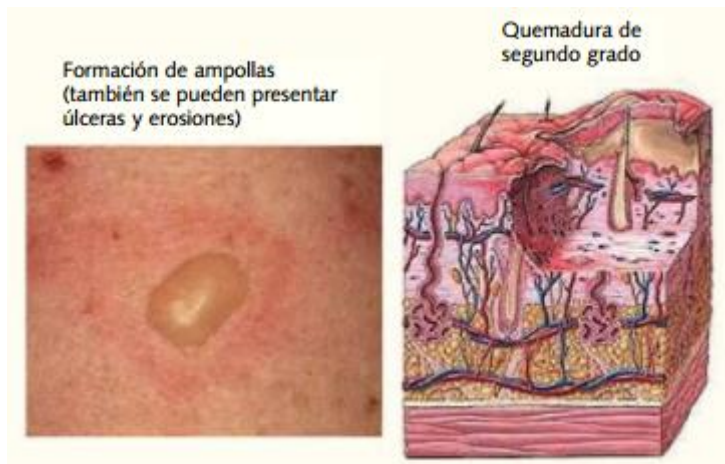 Formación de ampollas
(también se pueden presentar
úlceras y erosiones)
Quemadura de
segundo grado